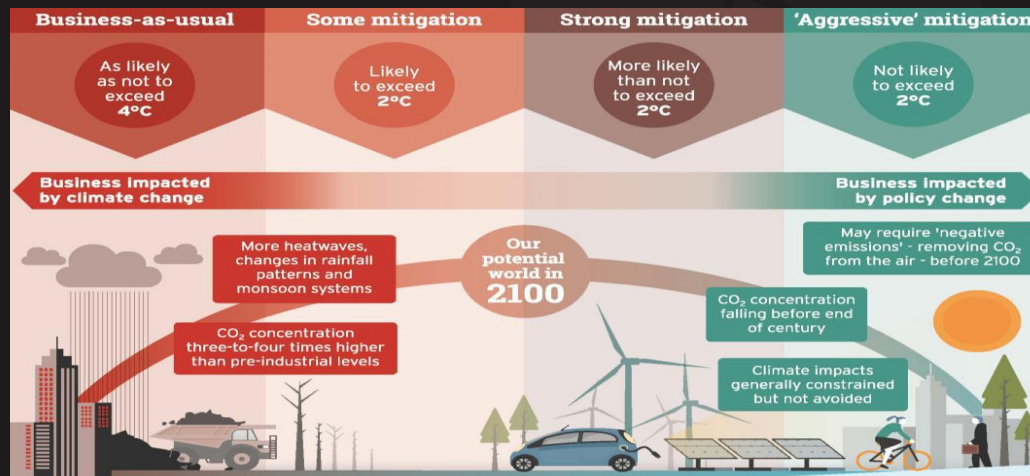 Business-as-usual
Some mitigation
Strong mitigation
'Aggressive' mitigation
As likely
as not to
exceed
4°C
Likely
to exceed
2°C
More likely
than not
to exceed
2°C
Not likely
to exceed
2°C
Business impacted
by climate change
Business impacted
by policy change
More heatwaves,
changes in rainfall
patterns and
monsoon systems
CO₂ concentration
three-to-four times higher
than pre-industrial levels
Our
potential
world in
2100
May require 'negative
emissions' - removing CO₂
from the air - before 2100
CO₂ concentration
falling before end
of century
Climate impacts
generally constrained
but not avoided